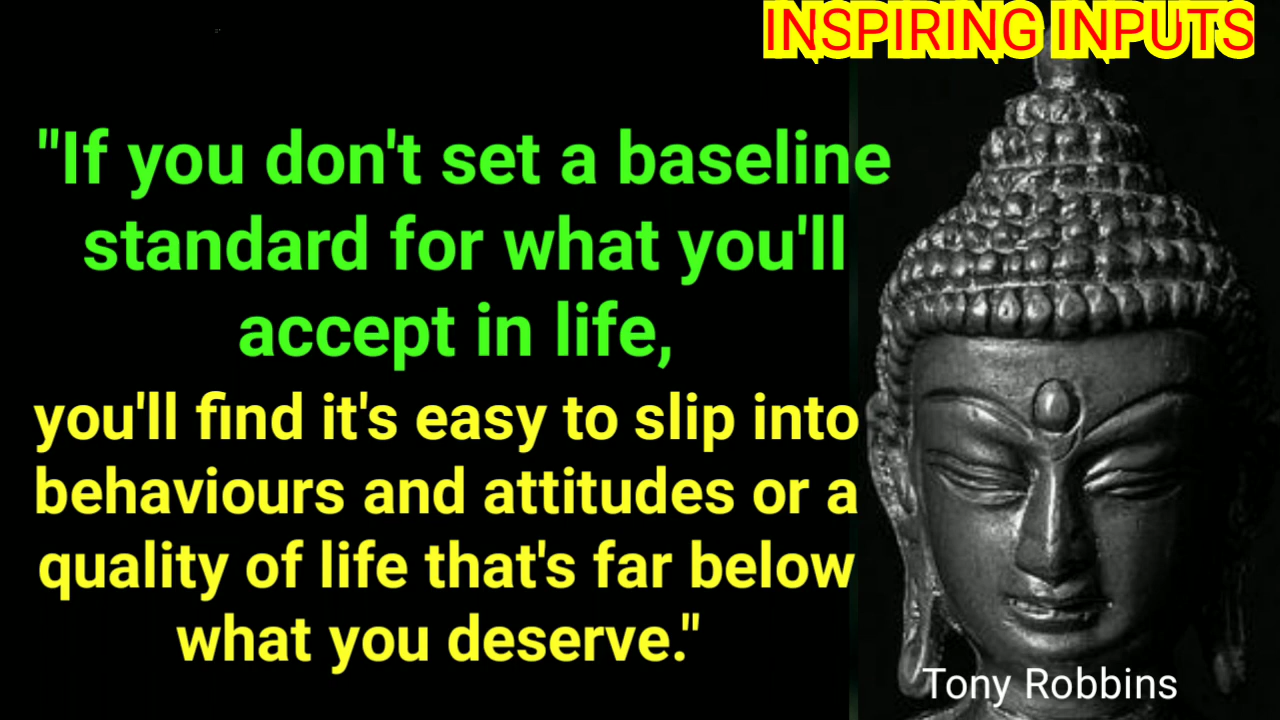 INSPIRING INPUTS
"If you don't set a baseline
standard for what you'll
accept in life,
you'll find it's easy to slip into
behaviours and attitudes or a
quality of life that's far below
what you deserve."
Tony Robbins